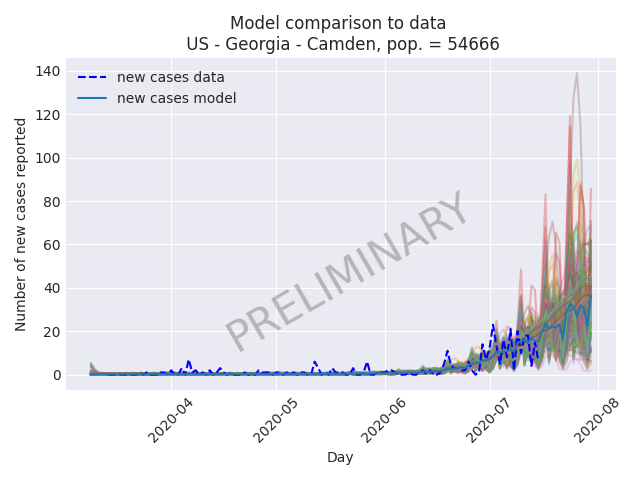 Model comparison to data
US - Georgia - Camden, pop. = 54666
new cases data
new cases model
Number of new cases reported
140
120
100
80
60
40
20
0
PRELIMINARY
2020-04
2020-05
2020-06
2020-07
2020-08
Day